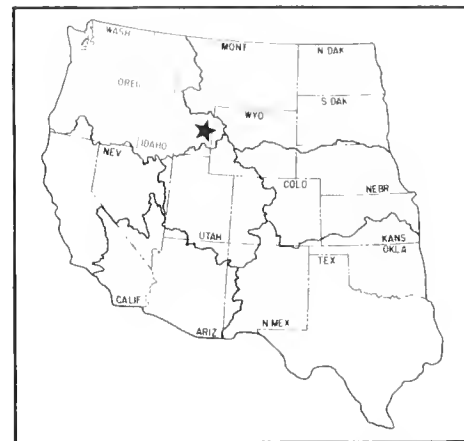 WASH
MONT
N DAK
OREG
S DAK
WYO
IDAHO
NEV
COLO
NEBR
UTAH
KANS
OKLA
TEX
CALIF
ARIZ
N MEX